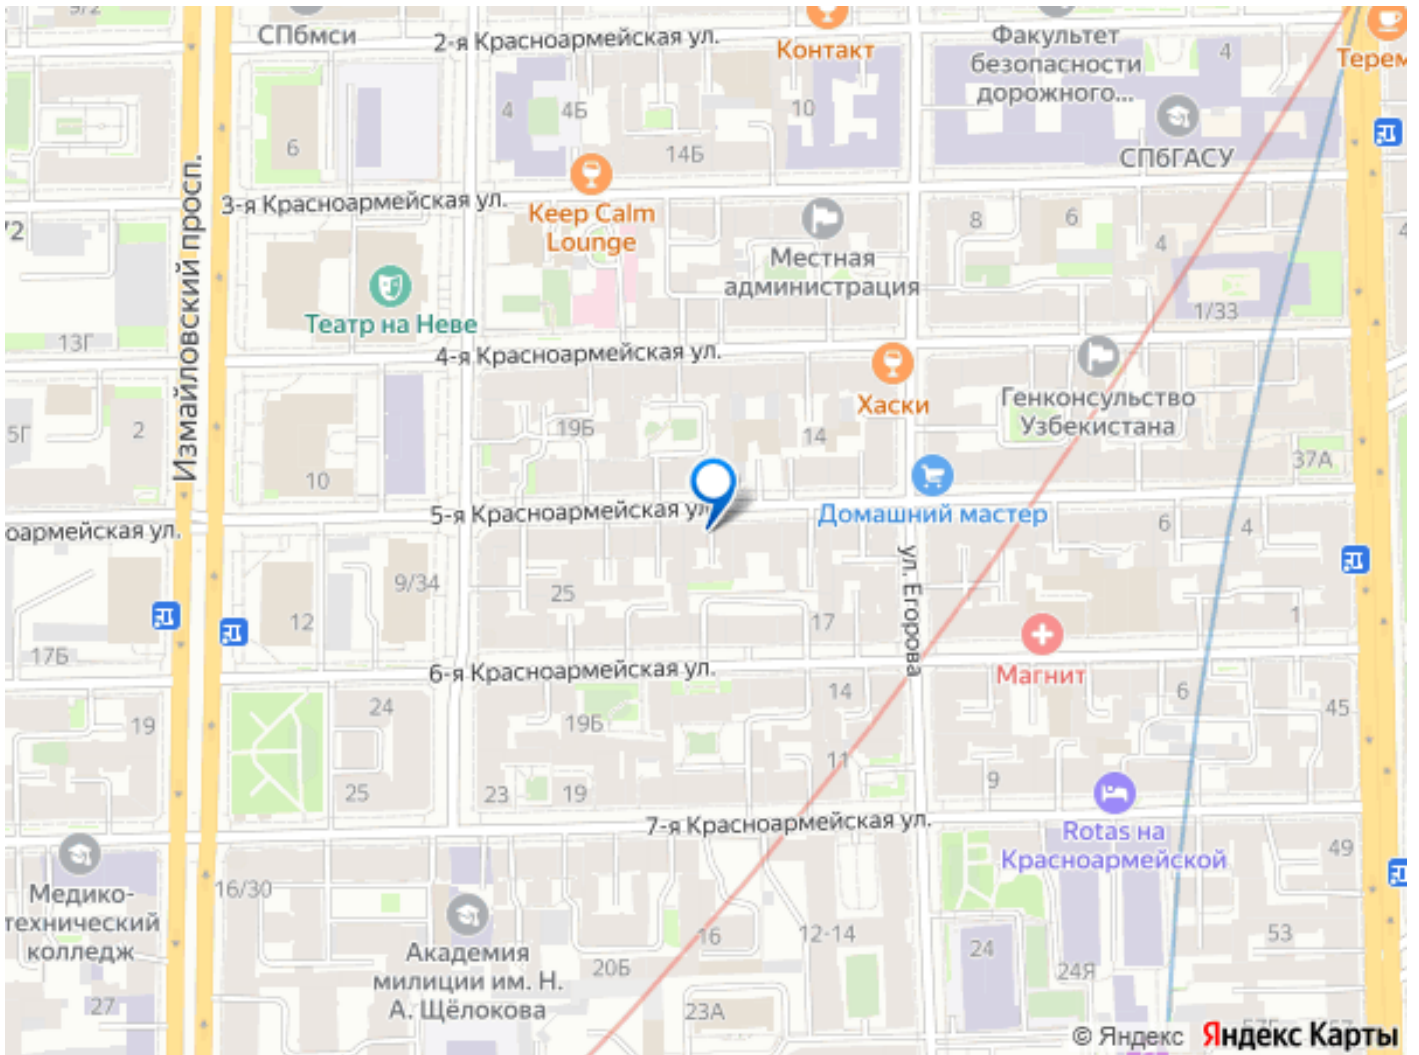 9/2
СПбмси
2-я Красноармейская ул.
Контакт
Факультет
безопасности
дорожного...
4
Терем
4
4Б
10
6
14Б
СПбГАСУ
Измайловский просп.
3-я Красноармейская ул.
Keep Calm
Lounge
8
6
4
Местная
администрация
Театр на Неве
1/33
13Г
4-я Красноармейская ул.
Хаски
Генконсульство
Узбекистана
5Г
2
19Б
14
37А
10
5-я Красноармейская ул
Домашний мастер
6
4
оармейская ул.
9/34
25
ул. Егорова
12
17
1
17Б
6-я Красноармейская ул.
Магнит
14
6
24
19Б
19
45
11
25
23
19
9
7-я Красноармейская ул.
Rotas на
Красноармейской
49
Медико-
технический
колледж
16/30
Академия
милиции им. Н.
А. Щёлокова
16
12-14
53
20Б
24
24Я
27
23А
57Б
57
© Яндекс Яндекс Карты